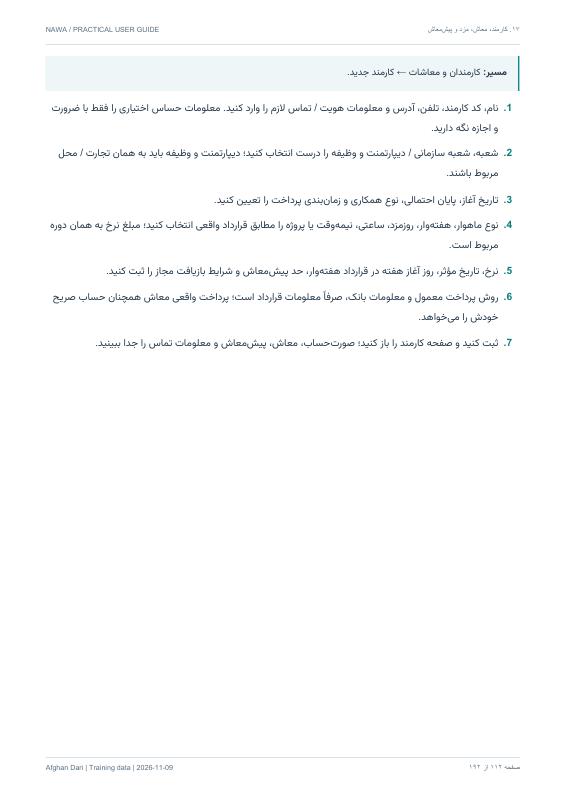 NAWA / PRACTICAL USER GUIDE
۱۷. کارمند، معاش، مزد و پیش‌معاش
مسیر: کارمندان و معاشات ← کارمند جدید.
1. نام، کد کارمند، تلفن، آدرس و معلومات هویت / تماس لازم را وارد کنید. معلومات حساس اختیاری را فقط با ضرورت
و اجازه نگه دارید.
2. شعبه، شعبه سازمانی / دیپارتمنت و وظیفه را درست انتخاب کنید؛ دیپارتمنت و وظیفه باید به همان تجارت / محل
مربوط باشند.
3. تاریخ آغاز، پایان احتمالی، نوع همکاری و زمان‌بندی پرداخت را تعیین کنید.
4. نوع ماهوار، هفته‌وار، روزمزد، ساعتی، نیمه‌وقت یا پروژه را مطابق قرارداد واقعی انتخاب کنید؛ مبلغ نرخ به همان دوره
مربوط است.
5. نرخ، تاریخ مؤثر، روز آغاز هفته در قرارداد هفته‌وار، حد پیش‌معاش و شرایط بازیافت مجاز را ثبت کنید.
6. روش پرداخت معمول و معلومات بانک، صرفاً معلومات قرارداد است؛ پرداخت واقعی معاش همچنان حساب صریح
خودش را می‌خواهد.
7. ثبت کنید و صفحه کارمند را باز کنید؛ صورت‌حساب، معاش، پیش‌معاش و معلومات تماس را جدا ببینید.
Afghan Dari | Training data | 2026-11-09
صفحه ۱۱۲ از ۱۹۲